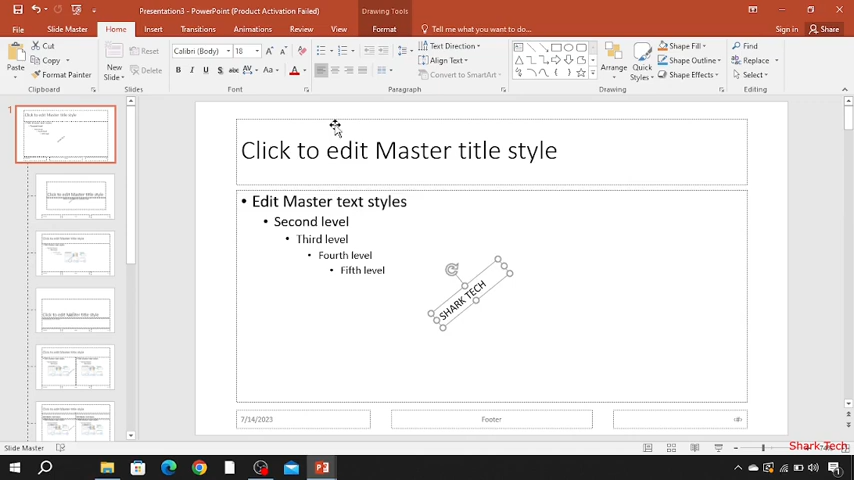 Presentation3 - PowerPoint (Product Activation Failed)
Drawing Tools
File
Slide Master
Home
Insert
Transitions
Animations
Review
View
Format
Tell me what you want to do...
Sign in
Share
Paste
Cut
Copy
Format Painter
Clipboard
New
Slide
Reset
Delete
Slides
Calibri (Body)
18
Font
Text Direction
Align Text
Convert to SmartArt
Paragraph
Arrange
Quick
Styles
Shape Fill
Shape Outline
Shape Effects
Drawing
Find
Replace
Select
Editing
1
Click to edit Master title style
• Edit Master text styles
• Second level
• Third level
• Fourth level
• Fifth level
SHARK TECH
7/14/2023
Footer
Slide Master
Shark Tech